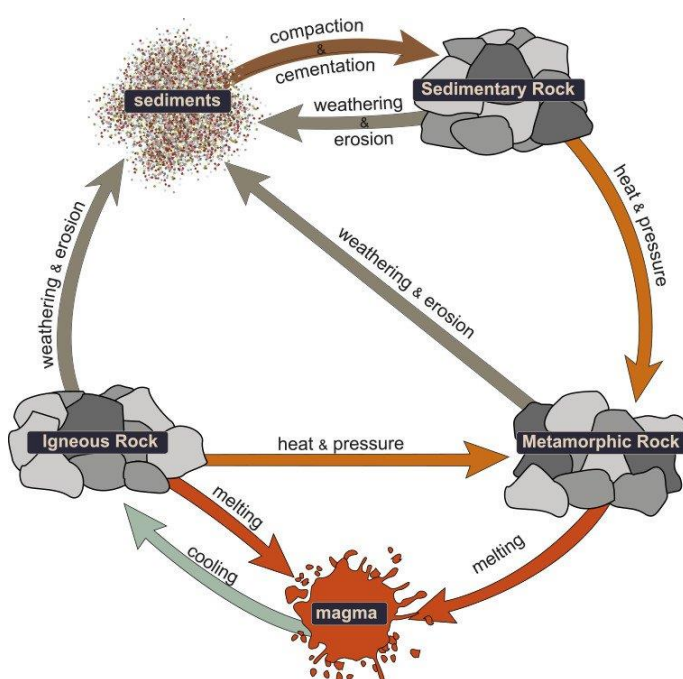 compaction
&
cementation
sediments
Sedimentary Rock
weathering
&
erosion
heat & pressure
weathering & erosion
weathering & erosion
Igneous Rock
heat & pressure
Metamorphic Rock
melting
cooling
melting
magma